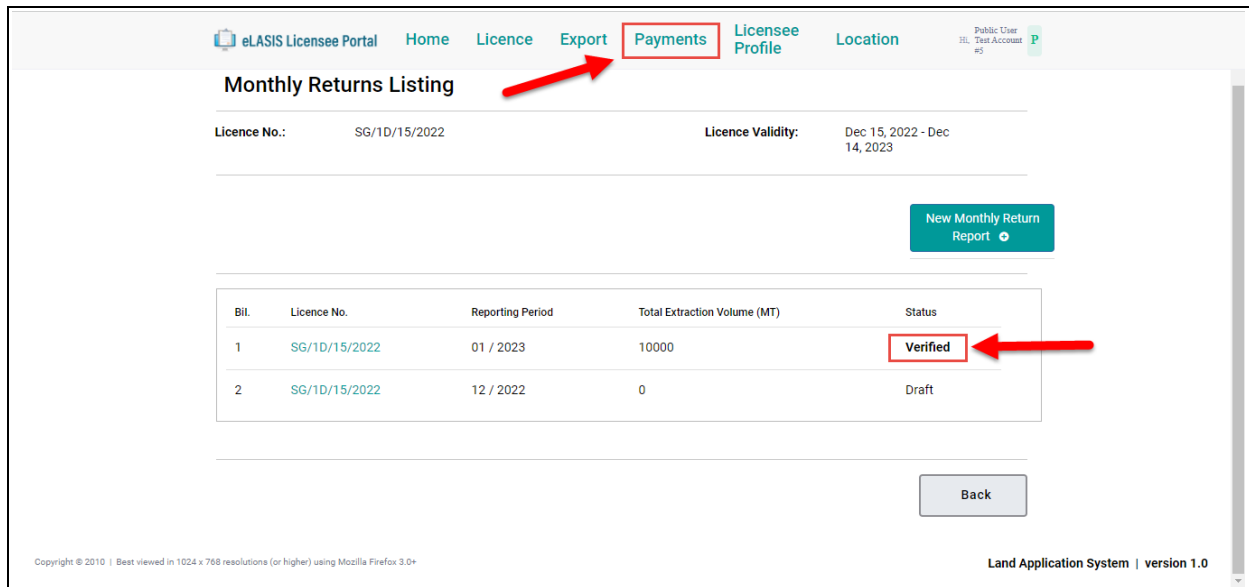 eLASIS Licensee Portal Home Licence Export Payments Licensee Profile Location Hi, Public User Test Account #5 P
Monthly Returns Listing
Licence No.: SG/1D/15/2022 Licence Validity: Dec 15, 2022 - Dec 14, 2023
New Monthly Return
Report
Bil. Licence No. Reporting Period Total Extraction Volume (MT) Status
1 SG/1D/15/2022 01 / 2023 10000 Verified
2 SG/1D/15/2022 12 / 2022 0 Draft
Back
Copyright © 2010 | Best viewed in 1024 x 768 resolutions (or higher) using Mozilla Firefox 3.0+ Land Application System | version 1.0